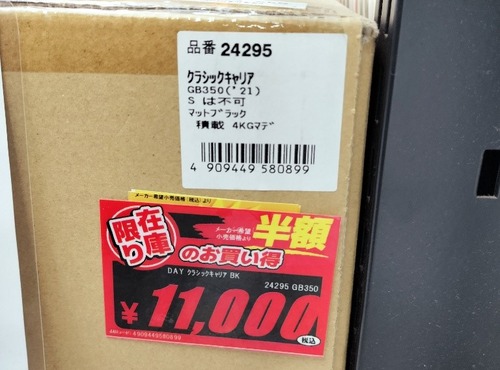 品番 24295
クラシックキャリア
GB350('21)
S は不可
マットブラック
積載 4KGマデ
4 909449 580899
メーカー希望小売価格(税込)より
在庫限り
メーカー希望小売価格より
半額
のお買い得
DAY クラシックキャリア BK
24295 GB350
¥11,000
税込
4909449580899